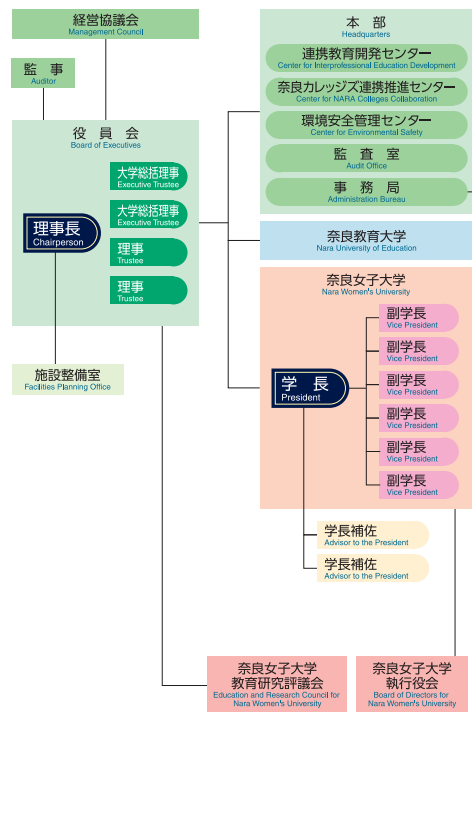 経営協議会
Management Council
監 事
Auditor
役 員 会
Board of Executives
大学総括理事
Executive Trustee
大学総括理事
Executive Trustee
理事長
Chairperson
理事
Trustee
理事
Trustee
施設整備室
Facilities Planning Office
本 部
Headquarters
連携教育開発センター
Center for Interprofessional Education Development
奈良カレッジズ連携推進センター
Center for NARA Colleges Collaboration
環境安全管理センター
Center for Environmental Safety
監 査 室
Audit Office
事 務 局
Administration Bureau
奈良教育大学
Nara University of Education
奈良女子大学
Nara Women's University
学 長
President
副学長
Vice President
副学長
Vice President
副学長
Vice President
副学長
Vice President
副学長
Vice President
副学長
Vice President
学長補佐
Advisor to the President
学長補佐
Advisor to the President
奈良女子大学
教育研究評議会
Education and Research Council for
Nara Women's University
奈良女子大学
執行役会
Board of Directors for
Nara Women's University